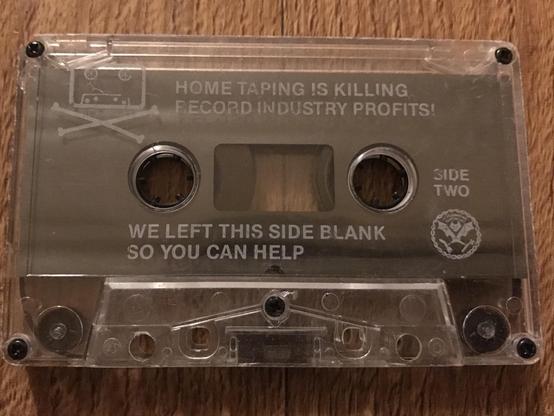 HOME TAPING IS KILLING
RECORD INDUSTRY PROFITS!
SIDE
TWO
WE LEFT THIS SIDE BLANK
SO YOU CAN HELP